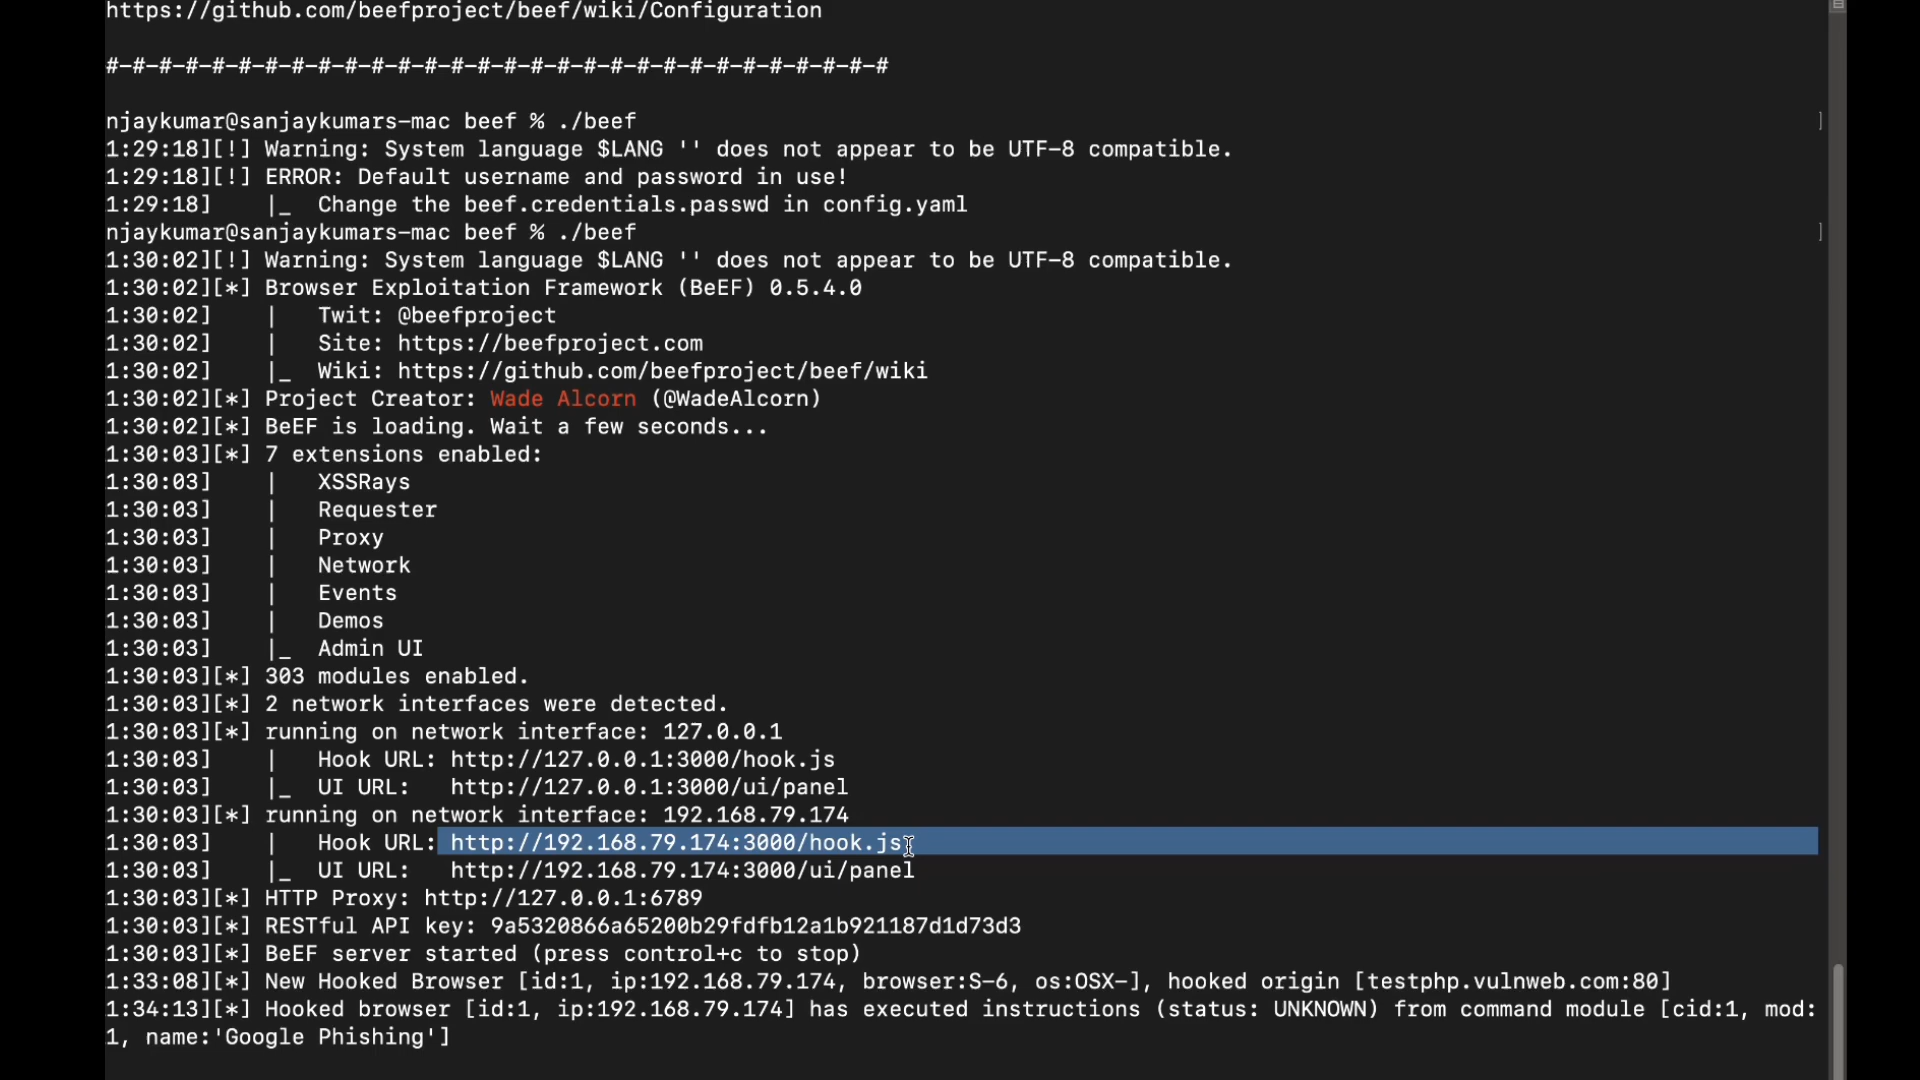 https://github.com/beefproject/beef/wiki/Configuration
#-#-#-#-#-#-#-#-#-#-#-#-#-#-#-#-#-#-#-#-#-#-#-#-#-#-#-#-#-#
njaykumar@sanjaykumars-mac beef % ./beef ]
1:29:18][!] Warning: System language $LANG '' does not appear to be UTF-8 compatible.
1:29:18][!] ERROR: Default username and password in use!
1:29:18]    |_  Change the beef.credentials.passwd in config.yaml
njaykumar@sanjaykumars-mac beef % ./beef ]
1:30:02][!] Warning: System language $LANG '' does not appear to be UTF-8 compatible.
1:30:02][*] Browser Exploitation Framework (BeEF) 0.5.4.0
1:30:02]    |   Twit: @beefproject
1:30:02]    |   Site: https://beefproject.com
1:30:02]    |_  Wiki: https://github.com/beefproject/beef/wiki
1:30:02][*] Project Creator: Wade Alcorn (@WadeAlcorn)
1:30:02][*] BeEF is loading. Wait a few seconds...
1:30:03][*] 7 extensions enabled:
1:30:03]    |   XSSRays
1:30:03]    |   Requester
1:30:03]    |   Proxy
1:30:03]    |   Network
1:30:03]    |   Events
1:30:03]    |   Demos
1:30:03]    |_  Admin UI
1:30:03][*] 303 modules enabled.
1:30:03][*] 2 network interfaces were detected.
1:30:03][*] running on network interface: 127.0.0.1
1:30:03]    |   Hook URL: http://127.0.0.1:3000/hook.js
1:30:03]    |_  UI URL:   http://127.0.0.1:3000/ui/panel
1:30:03][*] running on network interface: 192.168.79.174
1:30:03]    |   Hook URL: http://192.168.79.174:3000/hook.js
1:30:03]    |_  UI URL:   http://192.168.79.174:3000/ui/panel
1:30:03][*] HTTP Proxy: http://127.0.0.1:6789
1:30:03][*] RESTful API key: 9a5320866a65200b29fdfb12a1b921187d1d73d3
1:30:03][*] BeEF server started (press control+c to stop)
1:33:08][*] New Hooked Browser [id:1, ip:192.168.79.174, browser:S-6, os:OSX-], hooked origin [testphp.vulnweb.com:80]
1:34:13][*] Hooked browser [id:1, ip:192.168.79.174] has executed instructions (status: UNKNOWN) from command module [cid:1, mod:
1, name:'Google Phishing']